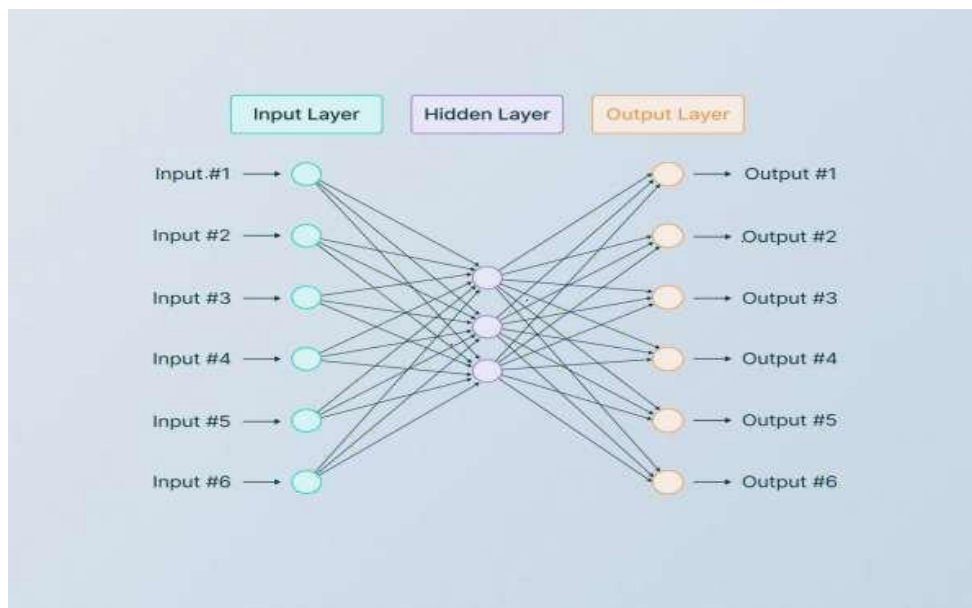 Input Layer Hidden Layer Output Layer
Input.#1 Output #1
Input #2 .Output #2
Input #3 Output #3
Input #4 Output #4
Input #5 Output #5
Input #6 Output #6